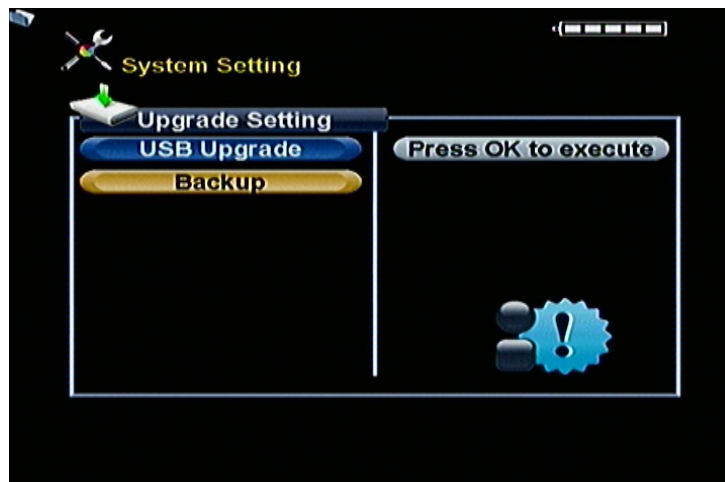 System Setting
Upgrade Setting
USB Upgrade
Press OK to execute
Backup